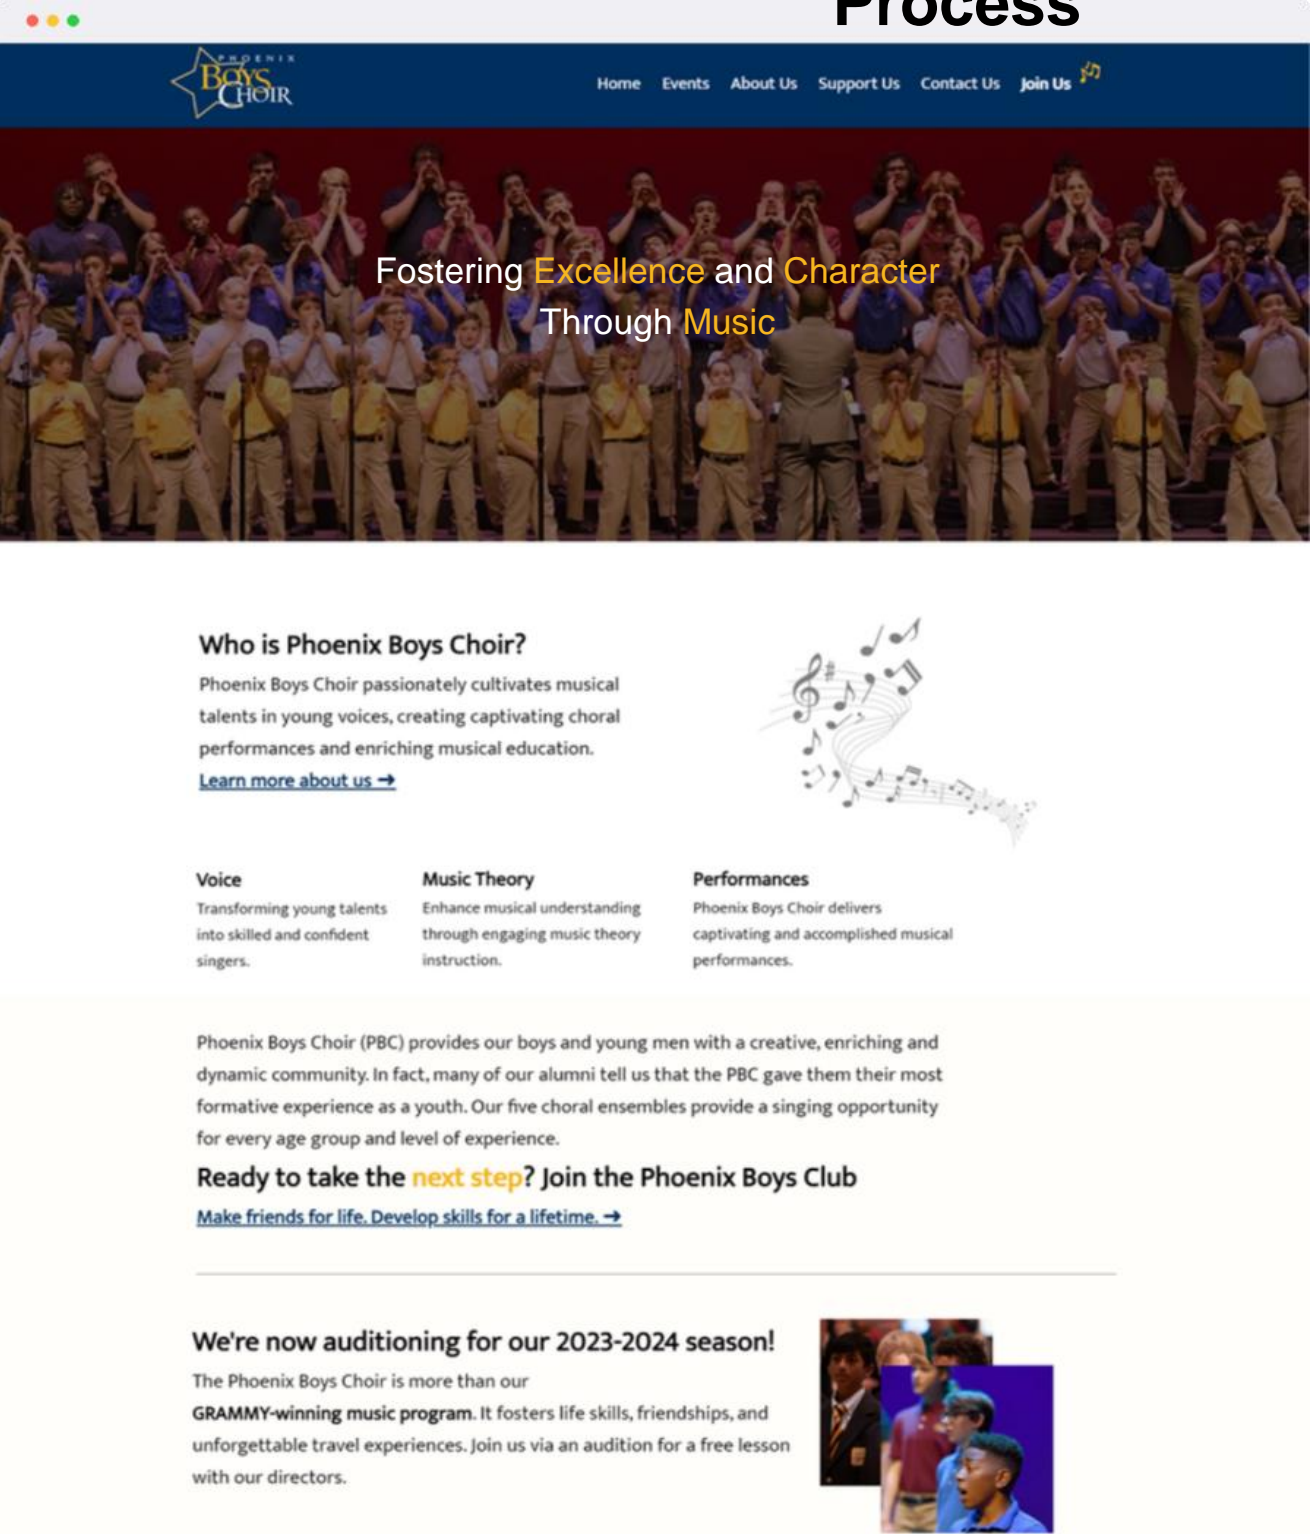 Process
PHOENIX
BOYS
CHOIR
Home Events About Us Support Us Contact Us Join Us
Fostering Excellence and Character
Through Music
Who is Phoenix Boys Choir?
Phoenix Boys Choir passionately cultivates musical
talents in young voices, creating captivating choral
performances and enriching musical education.
Learn more about us →
Voice
Transforming young talents
into skilled and confident
singers.
Music Theory
Enhance musical understanding
through engaging music theory
instruction.
Performances
Phoenix Boys Choir delivers
captivating and accomplished musical
performances.
Phoenix Boys Choir (PBC) provides our boys and young men with a creative, enriching and
dynamic community. In fact, many of our alumni tell us that the PBC gave them their most
formative experience as a youth. Our five choral ensembles provide a singing opportunity
for every age group and level of experience.
Ready to take the next step? Join the Phoenix Boys Club
Make friends for life. Develop skills for a lifetime. →
We're now auditioning for our 2023-2024 season!
The Phoenix Boys Choir is more than our
GRAMMY-winning music program. It fosters life skills, friendships, and
unforgettable travel experiences. Join us via an audition for a free lesson
with our directors.